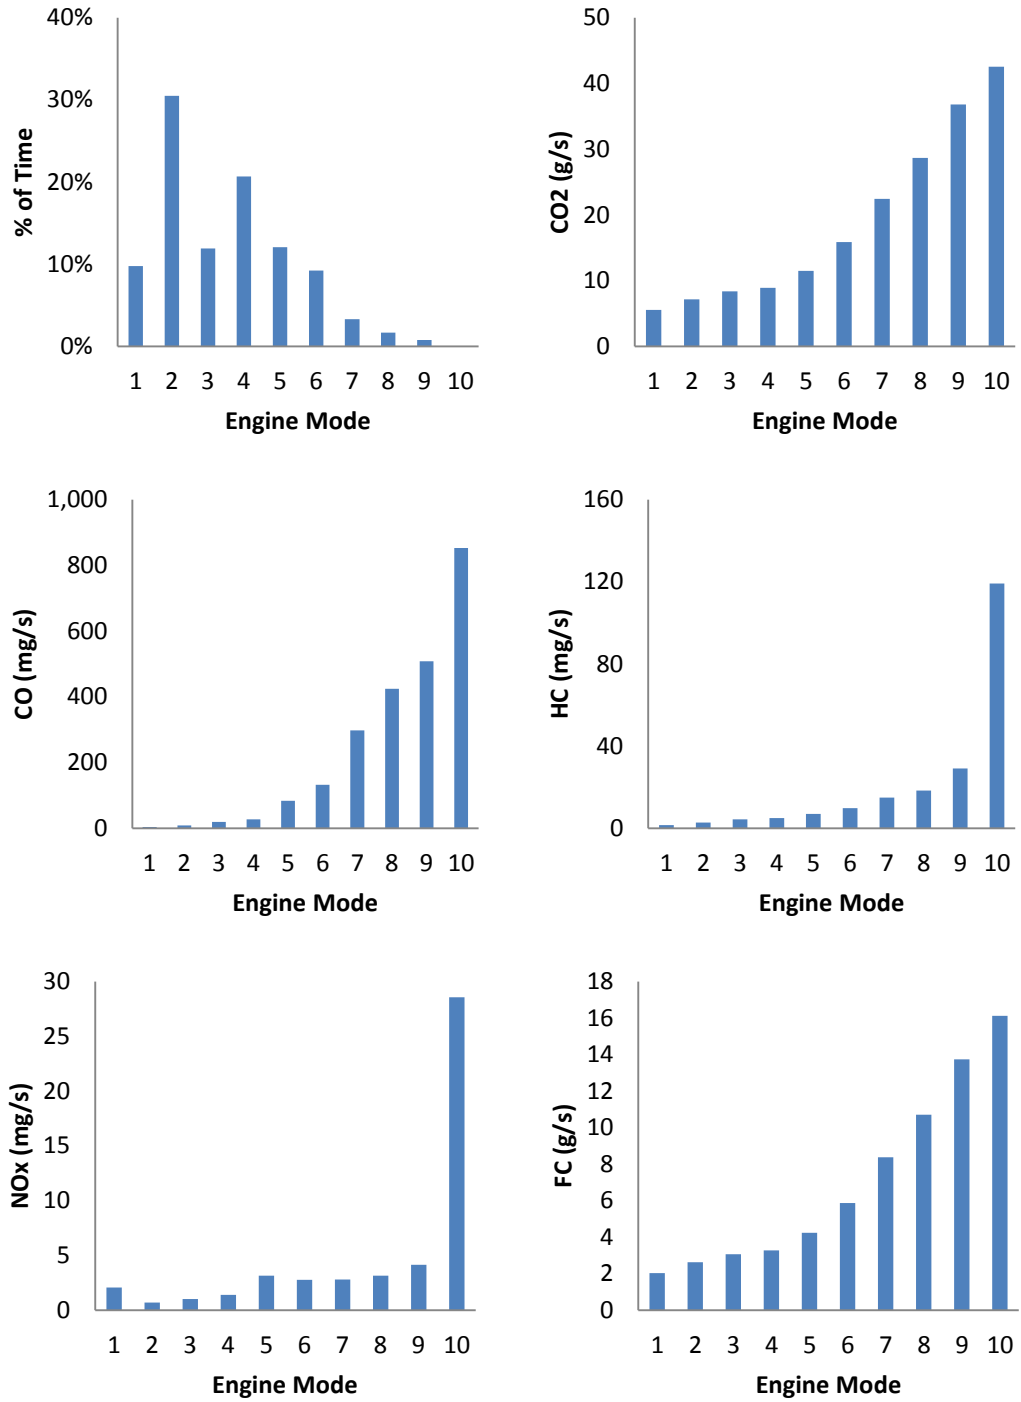 % of Time
40%
30%
20%
10%
0%
1 2 3 4 5 6 7 8 9 10
Engine Mode
CO2 (g/s)
50
40
30
20
10
0
1 2 3 4 5 6 7 8 9 10
Engine Mode
CO (mg/s)
1,000
800
600
400
200
0
1 2 3 4 5 6 7 8 9 10
Engine Mode
HC (mg/s)
160
120
80
40
0
1 2 3 4 5 6 7 8 9 10
Engine Mode
NOx (mg/s)
30
25
20
15
10
5
0
1 2 3 4 5 6 7 8 9 10
Engine Mode
FC (g/s)
18
16
14
12
10
8
6
4
2
0
1 2 3 4 5 6 7 8 9 10
Engine Mode